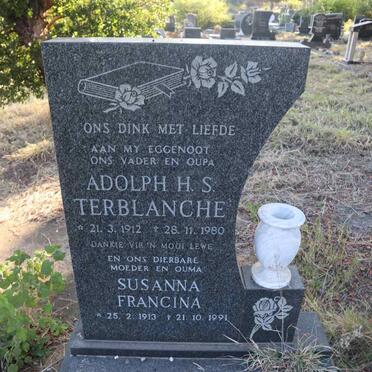 ONS DINK MET LIEFDE
AAN MY EGGENOOT
ONS VADER EN OUPA
ADOLPH H. S.
TERBLANCHE
* 21. 3. 1912 † 28. 11. 1980
DANKIE VIR 'N MOOI LEWE
EN ONS DIERBARE
MOEDER EN OUMA
SUSANNA
FRANCINA
* 25. 2. 1913 † 21. 10. 1991